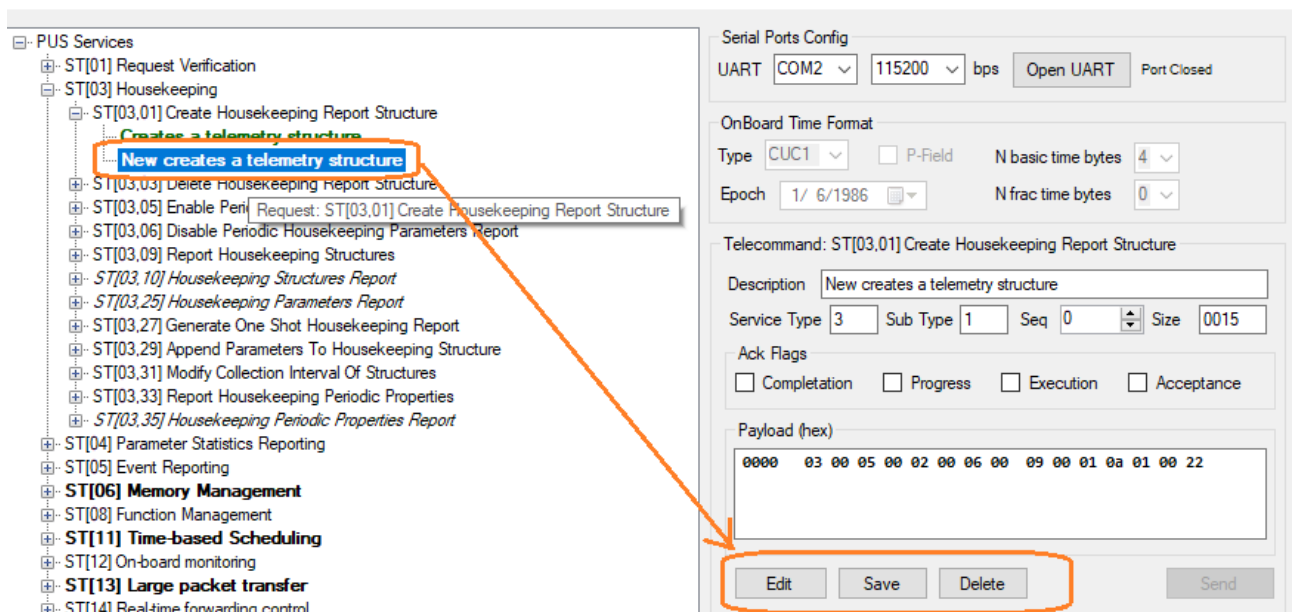 PUS Services
ST[01] Request Verification
ST[03] Housekeeping
ST[03,01] Create Housekeeping Report Structure
Creates a telemetry structure
New creates a telemetry structure
ST[03,03] Delete Housekeeping Report Structure
ST[03,05] Enable Peri
Request: ST[03,01] Create Housekeeping Report Structure
ST[03,06] Disable Periodic Housekeeping Parameters Report
ST[03,09] Report Housekeeping Structures
ST[03,10] Housekeeping Structures Report
ST[03,25] Housekeeping Parameters Report
ST[03,27] Generate One Shot Housekeeping Report
ST[03,29] Append Parameters To Housekeeping Structure
ST[03,31] Modify Collection Interval Of Structures
ST[03,33] Report Housekeeping Periodic Properties
ST[03,35] Housekeeping Periodic Properties Report
ST[04] Parameter Statistics Reporting
ST[05] Event Reporting
ST[06] Memory Management
ST[08] Function Management
ST[11] Time-based Scheduling
ST[12] On-board monitoring
ST[13] Large packet transfer
ST[14] Real-time forwarding control
Serial Ports Config
UART COM2 115200 bps Open UART Port Closed
OnBoard Time Format
Type CUC1 P-Field N basic time bytes 4
Epoch 1/ 6/1986 N frac time bytes 0
Telecommand: ST[03,01] Create Housekeeping Report Structure
Description New creates a telemetry structure
Service Type 3 Sub Type 1 Seq 0 Size 0015
Ack Flags
Completation Progress Execution Acceptance
Payload (hex)
0000 03 00 05 00 02 00 06 00 09 00 01 0a 01 00 22
Edit Save Delete Send